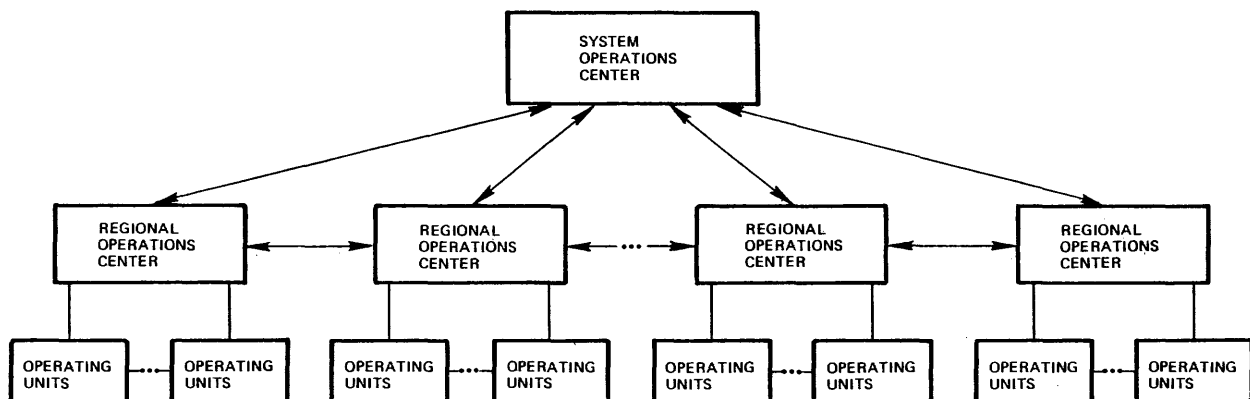 SYSTEM
OPERATIONS
CENTER
REGIONAL
OPERATIONS
CENTER
REGIONAL
OPERATIONS
CENTER
...
REGIONAL
OPERATIONS
CENTER
REGIONAL
OPERATIONS
CENTER
OPERATING
UNITS
...
OPERATING
UNITS
OPERATING
UNITS
...
OPERATING
UNITS
OPERATING
UNITS
...
OPERATING
UNITS
OPERATING
UNITS
...
OPERATING
UNITS